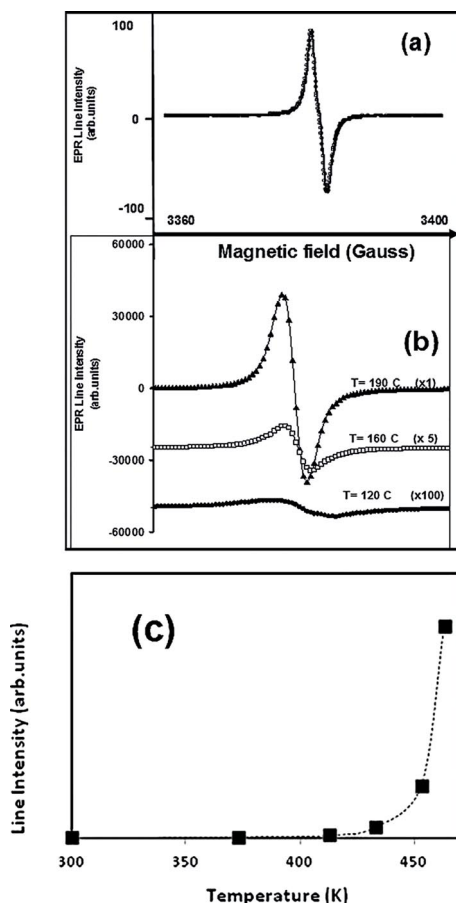 100
(a)
EPR Line Intensity
(arb.units)
0
-100
3360
3400
60000
Magnetic field (Gauss)
30000
(b)
EPR Line Intensity
(arb.units)
0
T= 190 C (x1)
T= 160 C (x 5)
-30000
T= 120 C (x100)
-60000
(c)
Line Intensity (arb.units)
300
350
400
450
Temperature (K)